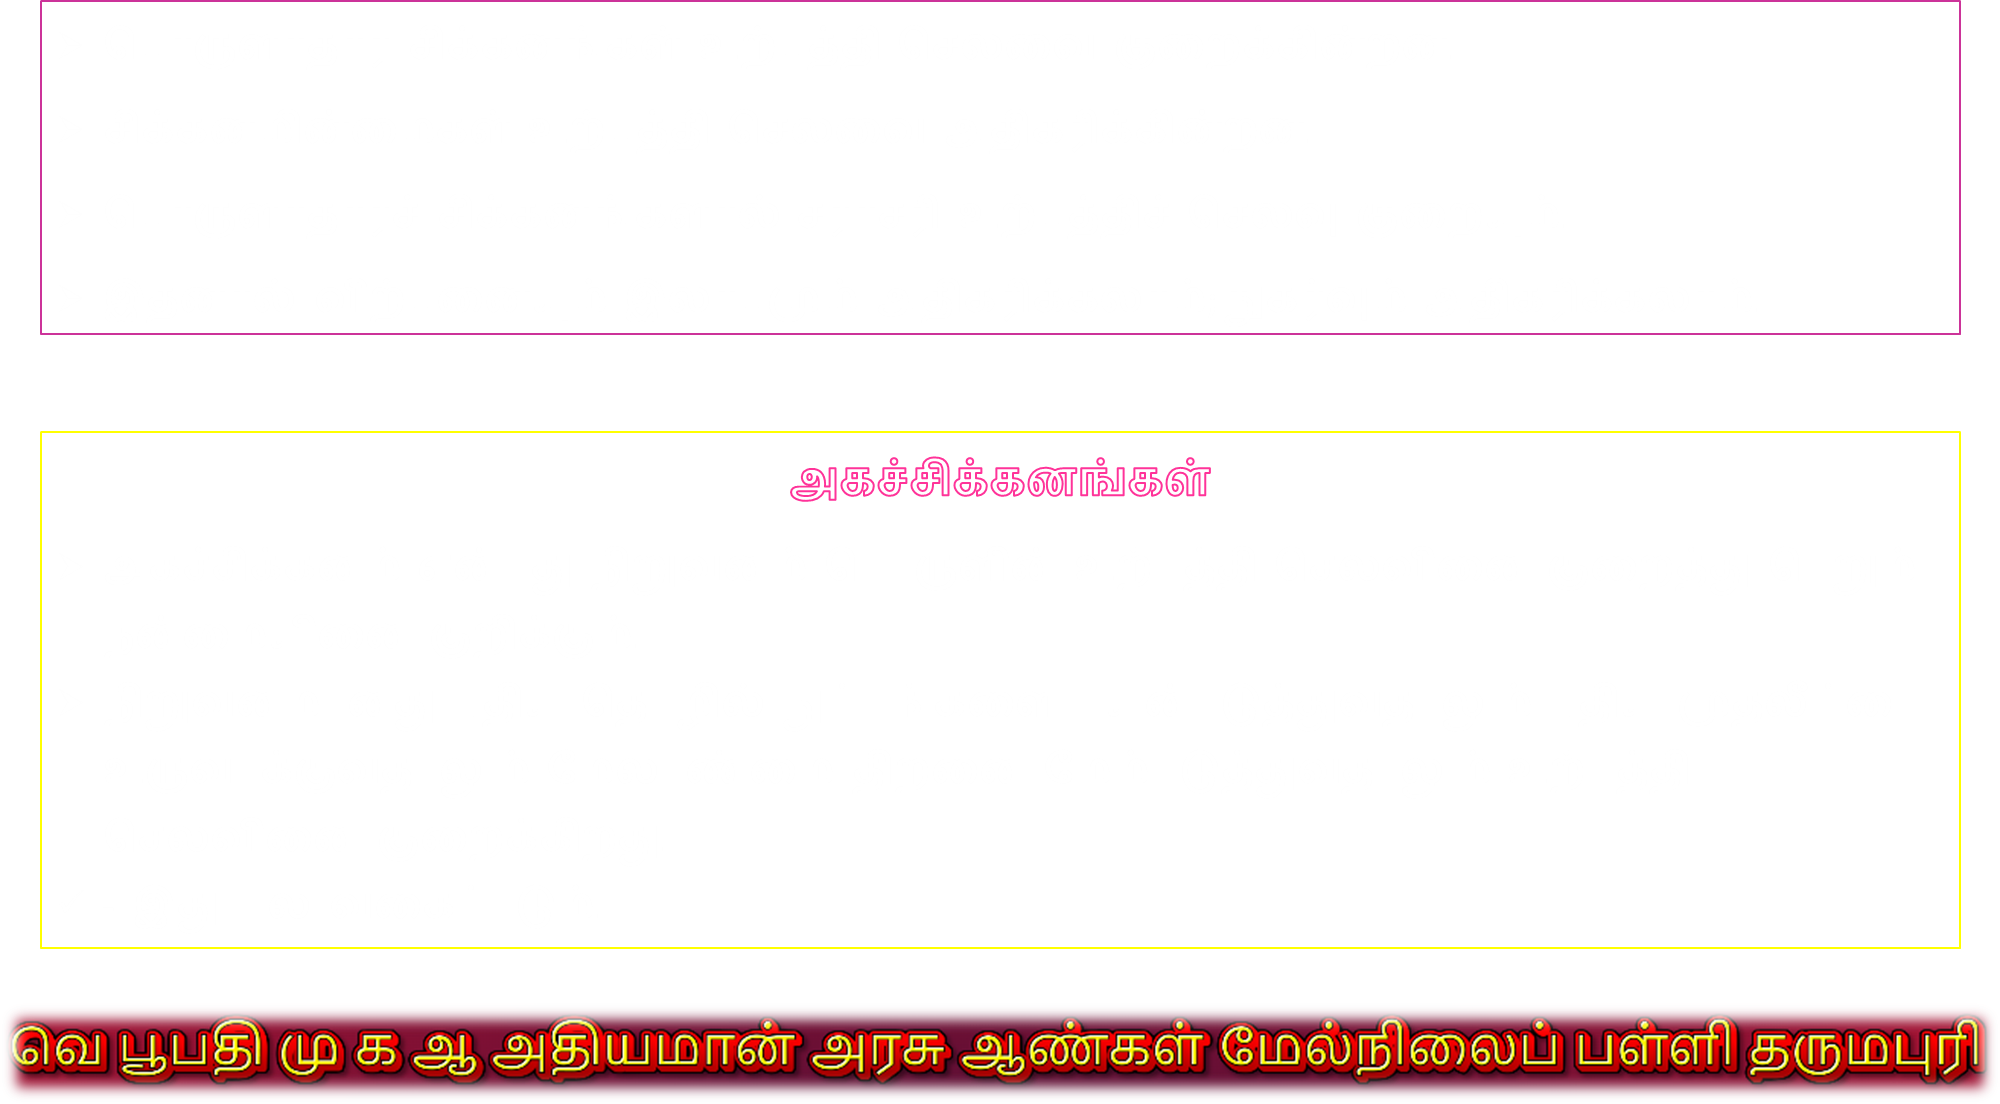 அகச்சிக்கனங்கள்
வெ பூபதி மு க ஆ அதியமான் அரசு ஆண்கள் மேல்நிலைப் பள்ளி தருமபுரி